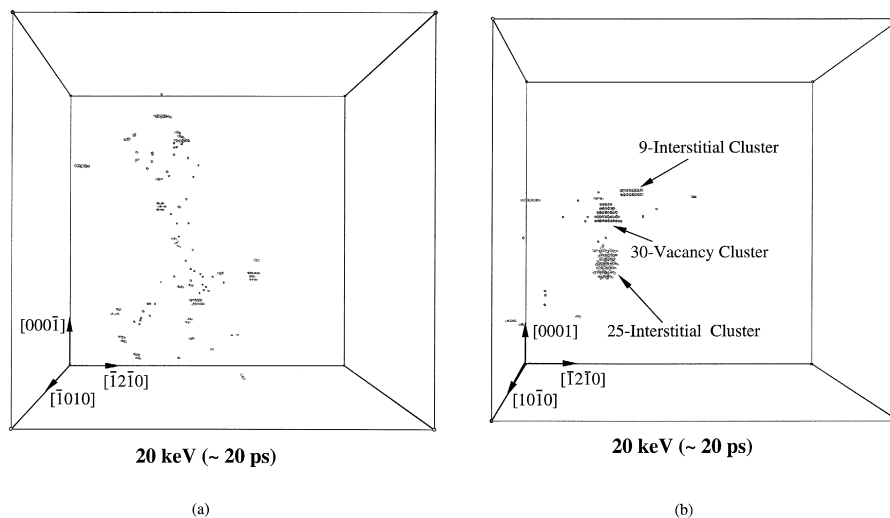 9-Interstitial Cluster
30-Vacancy Cluster
25-Interstitial Cluster
[0001̄]
[1̄21̄0]
[1̄010]
[0001]
[1̄21̄0]
[101̄0]
20 keV (~ 20 ps)
20 keV (~ 20 ps)
(a)
(b)